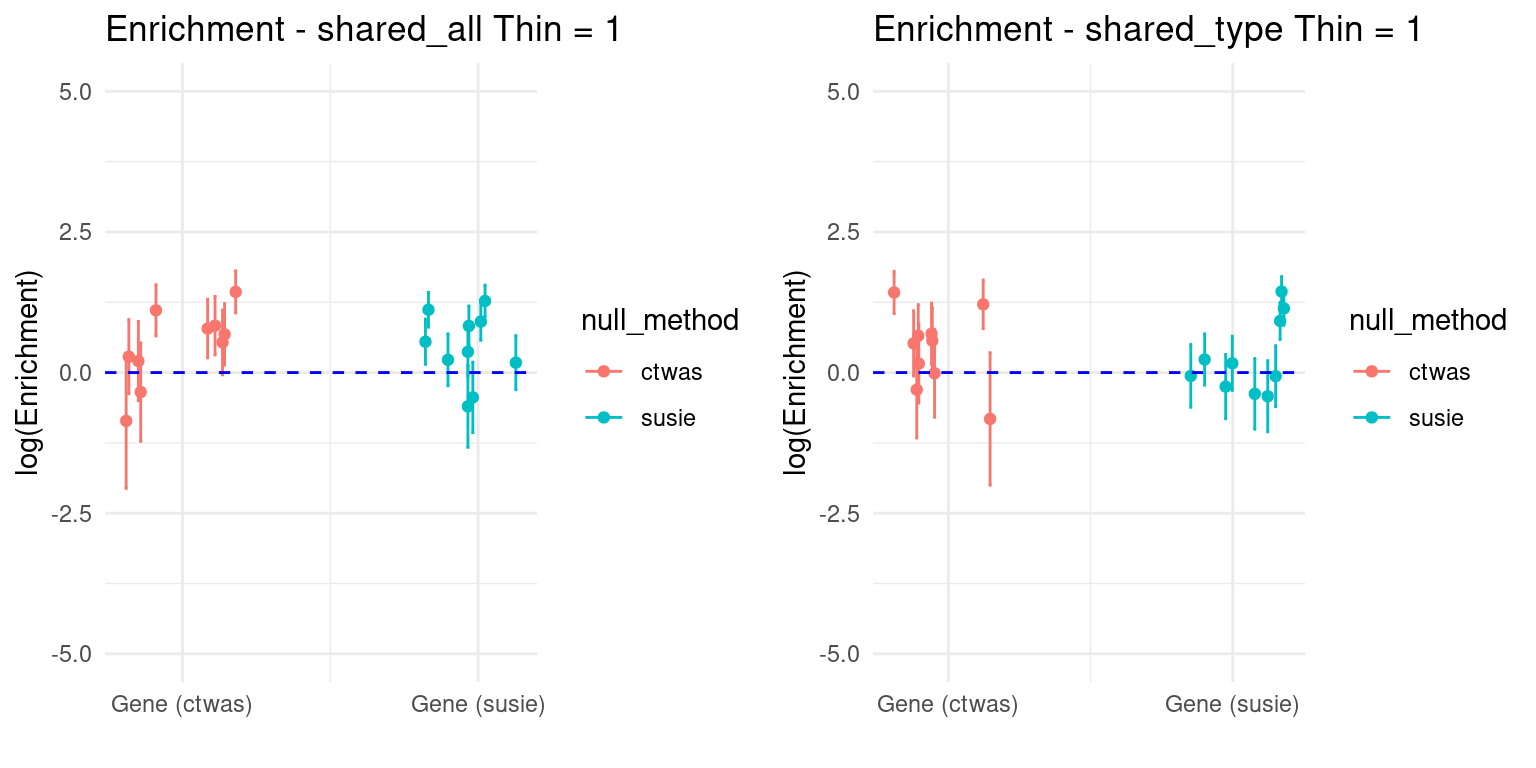 Enrichment - shared_all Thin = 1
log(Enrichment)
5.0
2.5
0.0
-2.5
-5.0
Gene (ctwas)
Gene (susie)
null_method
ctwas
susie
Enrichment - shared_type Thin = 1
log(Enrichment)
5.0
2.5
0.0
-2.5
-5.0
Gene (ctwas)
Gene (susie)
null_method
ctwas
susie